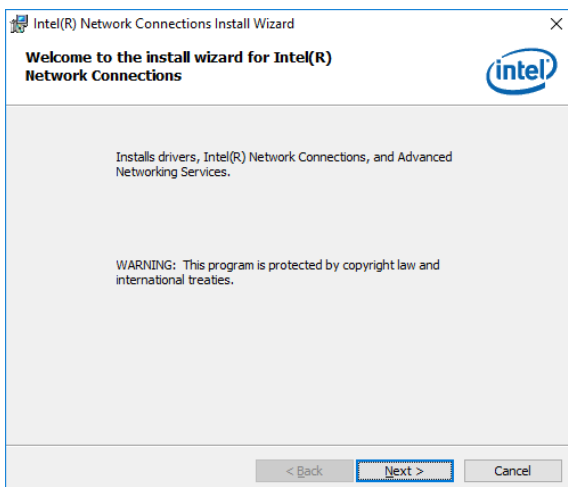 Intel(R) Network Connections Install Wizard
Welcome to the install wizard for Intel(R)
Network Connections
intel
Installs drivers, Intel(R) Network Connections, and Advanced
Networking Services.
WARNING: This program is protected by copyright law and
international treaties.
< Back
Next >
Cancel